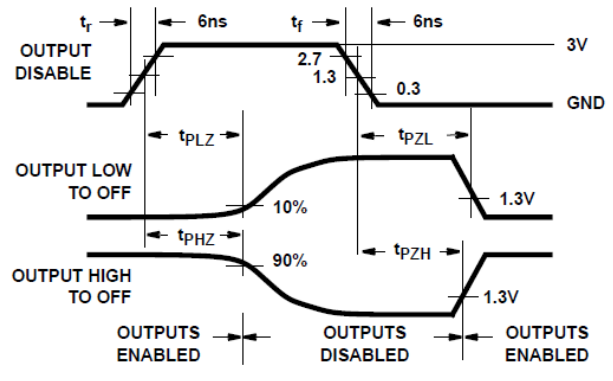 tr 6ns tf 6ns
OUTPUT
DISABLE
3V
2.7
1.3
0.3
GND
tPLZ tPZL
OUTPUT LOW
TO OFF
10%
1.3V
tPHZ
90%
tPZH
OUTPUT HIGH
TO OFF
1.3V
OUTPUTS
ENABLED
OUTPUTS
DISABLED
OUTPUTS
ENABLED